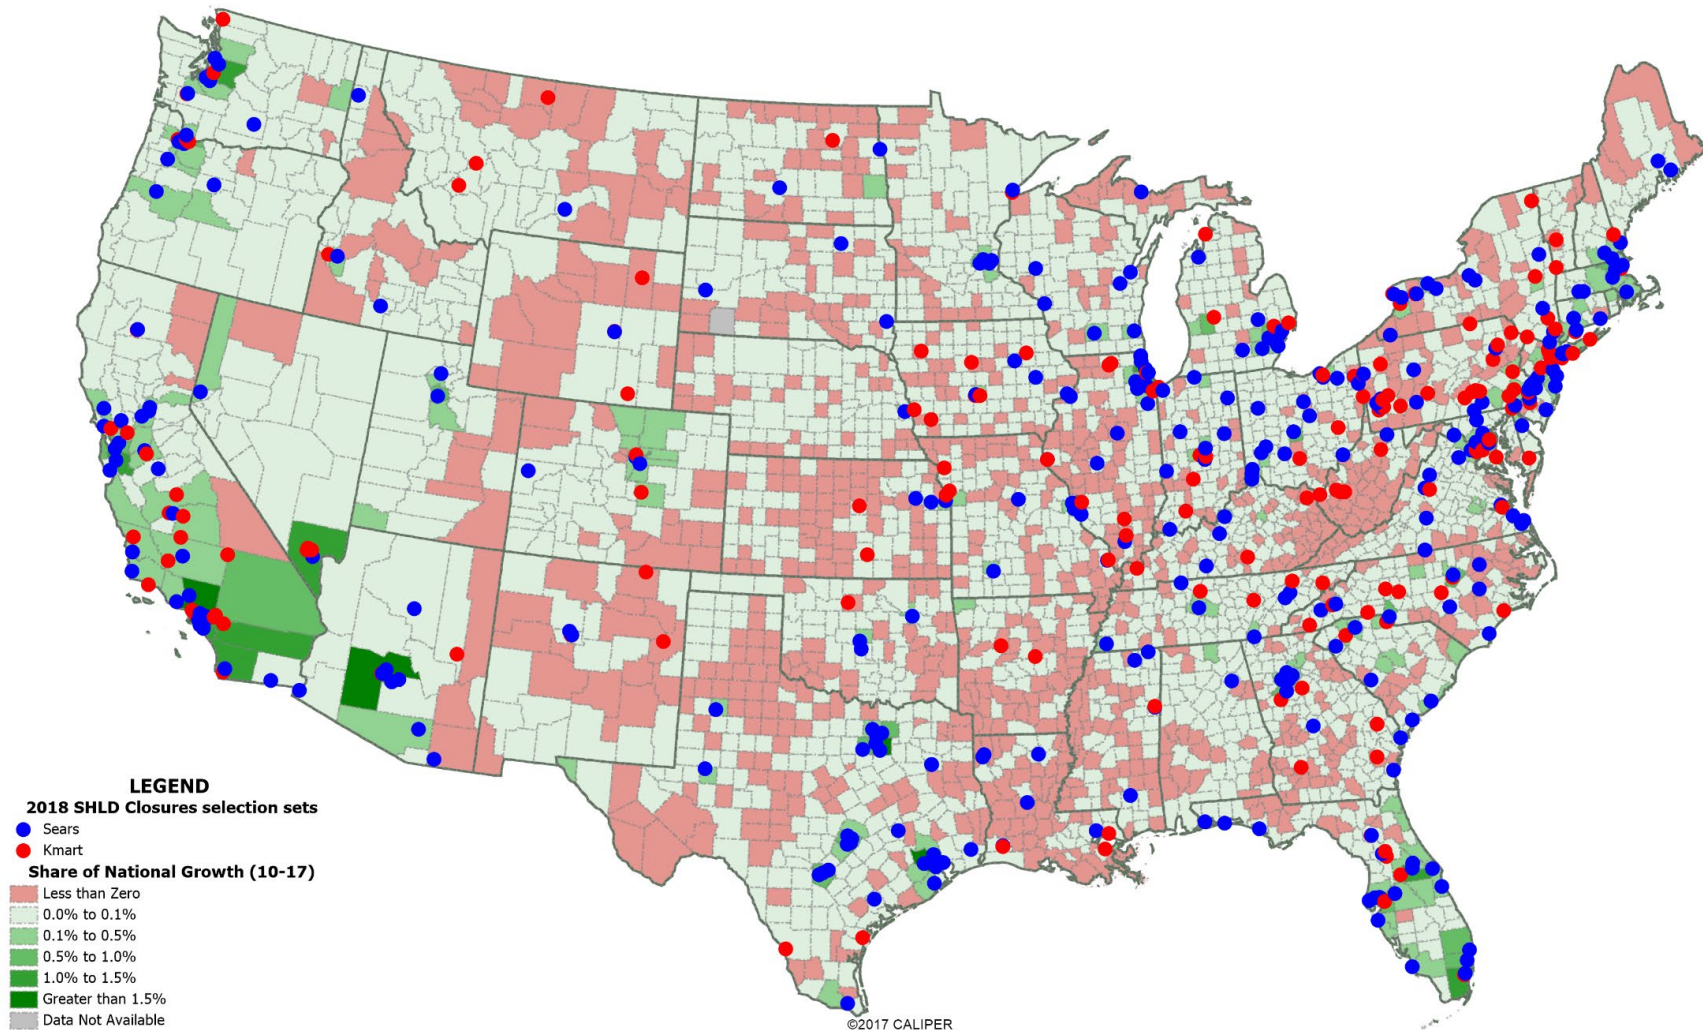 LEGEND
2018 SHLD Closures selection sets
Sears
Kmart
Share of National Growth (10-17)
Less than Zero
0.0% to 0.1%
0.1% to 0.5%
0.5% to 1.0%
1.0% to 1.5%
Greater than 1.5%
Data Not Available
©2017 CALIPER